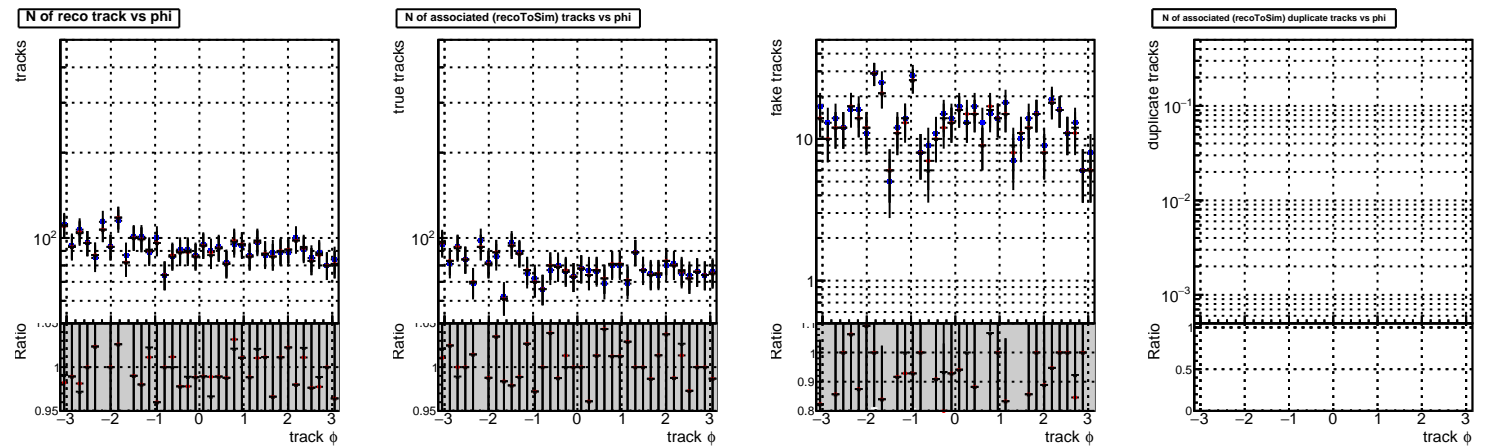 N of reco track vs phi
tracks
10²
Ratio
1.05
1
0.95
−3 −2 −1 0 1 2 3
track ϕ
N of associated (recoToSim) tracks vs phi
true tracks
10²
Ratio
1.05
1
0.95
−3 −2 −1 0 1 2 3
track ϕ
fake tracks
10
1
Ratio
1.1
1
0.9
0.8
−3 −2 −1 0 1 2 3
track ϕ
N of associated (recoToSim) duplicate tracks vs phi
duplicate tracks
10⁻¹
10⁻²
10⁻³
Ratio
1
0.5
0
−3 −2 −1 0 1 2 3
track ϕ